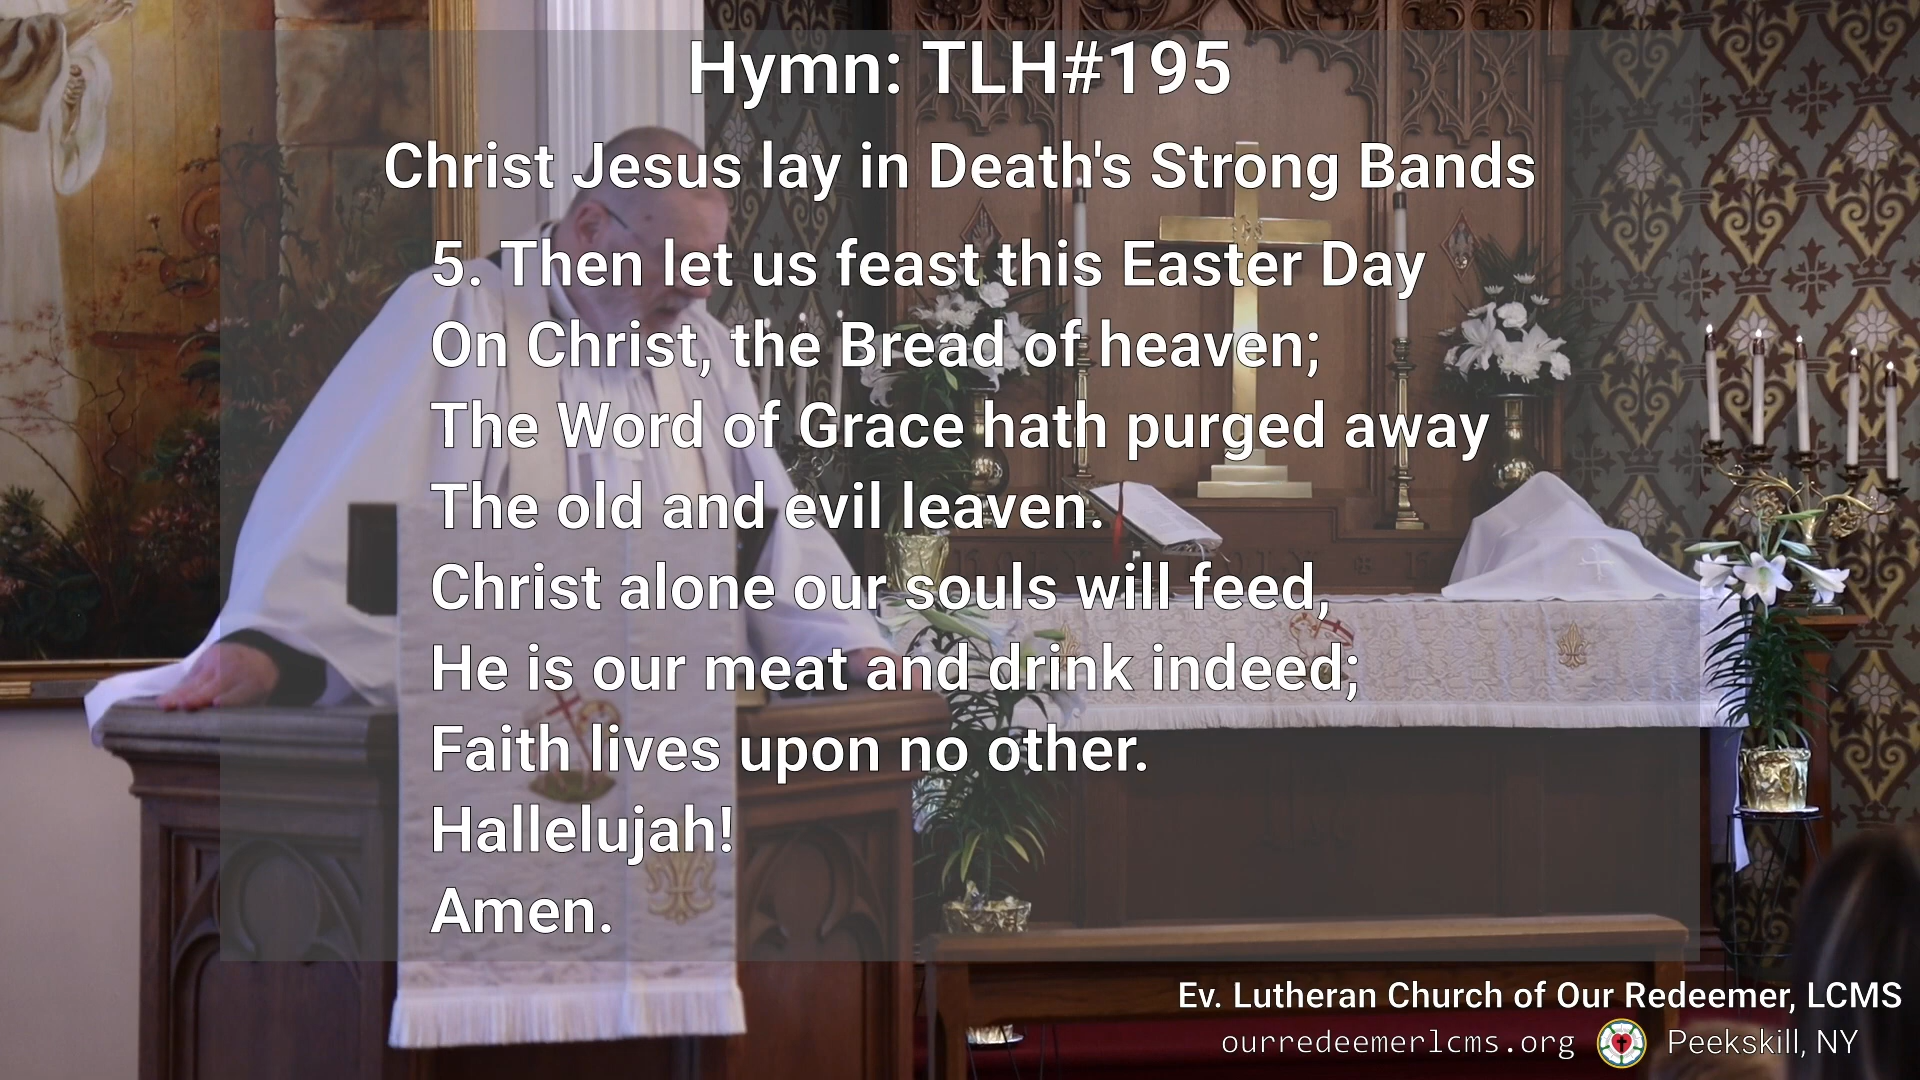 Hymn: TLH#195
Christ Jesus lay in Death's Strong Bands
5. Then let us feast this Easter Day
On Christ, the Bread of heaven;
The Word of Grace hath purged away
The old and evil leaven.
Christ alone our souls will feed,
He is our meat and drink indeed;
Faith lives upon no other.
Hallelujah!
Amen.
Ev. Lutheran Church of Our Redeemer, LCMS
ourredeemerlcms.org Peekskill, NY